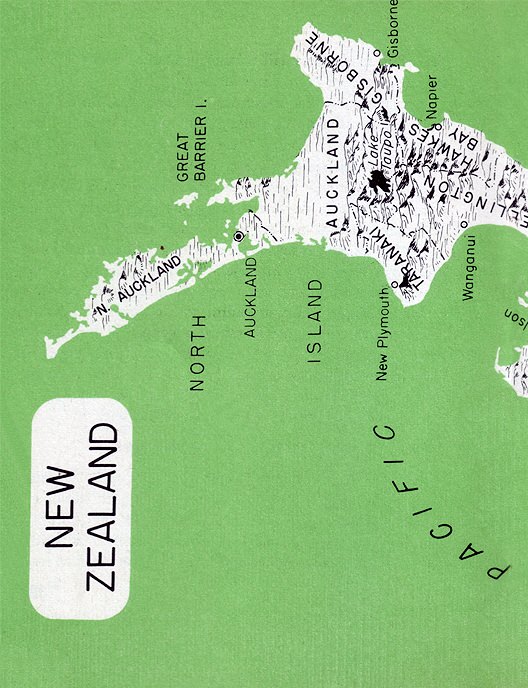 NEW
ZEALAND
N. AUCKLAND
GREAT
BARRIER I.
NORTH
AUCKLAND
ISLAND
AUCKLAND
GISBORNE
Gisborne
Lake
Taupo
HAWKES
BAY
Napier
TARANAKI
New Plymouth
Wanganui
PACIFIC